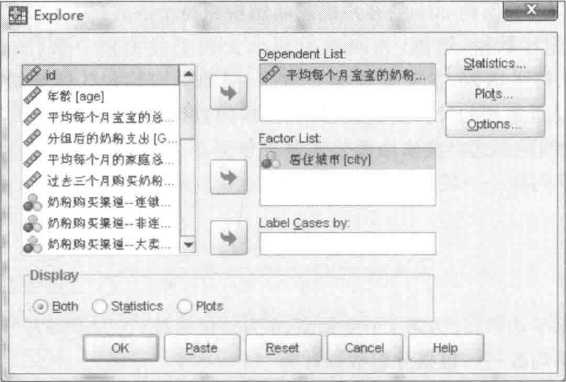 Explore
id
年龄 [age]
平均每个月宝宝的总...
分组后的奶粉支出 [G...
平均每个月的家庭总...
过去三个月购买奶粉...
奶粉购买渠道--连锁...
奶粉购买渠道--非连...
奶粉购买渠道--大卖...
Dependent List:
平均每个月宝宝的奶粉...
Factor List:
居住城市 [city]
Label Cases by:
Statistics...
Plots...
Options...
Display
Both
Statistics
Plots
OK
Paste
Reset
Cancel
Help